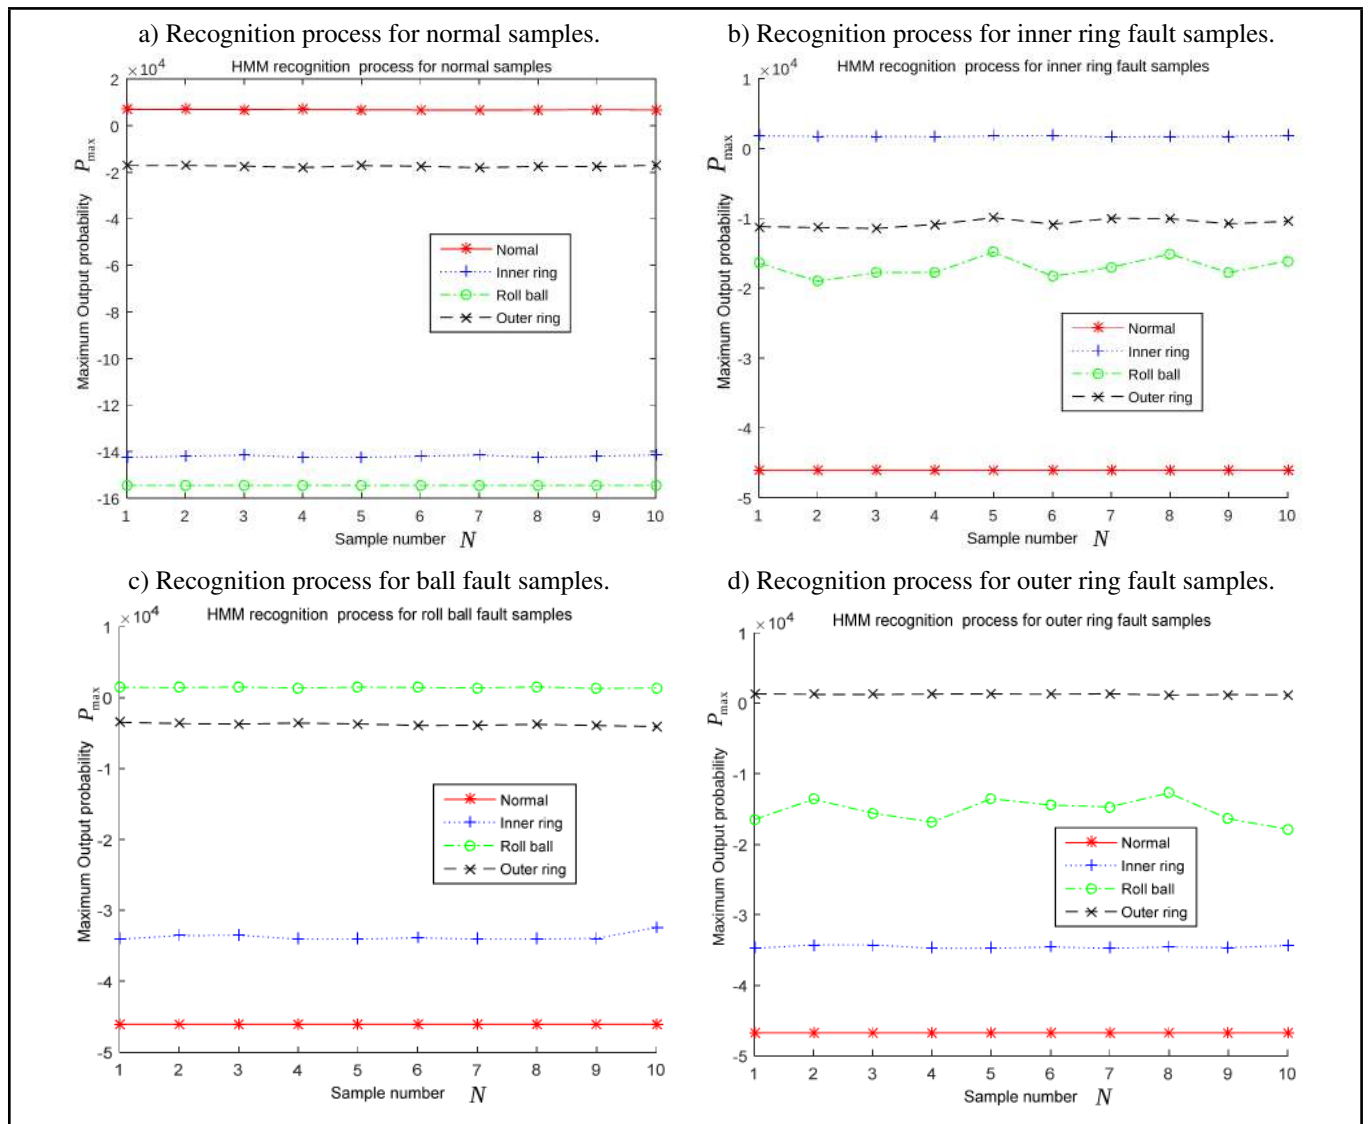 a) Recognition process for normal samples.
HMM recognition process for normal samples
×10⁴
2
0
-2
-4
-6
-8
-10
-12
-14
-16
Maximum Output probability P_max
Nomal
Inner ring
Roll ball
Outer ring
1 2 3 4 5 6 7 8 9 10
Sample number N
b) Recognition process for inner ring fault samples.
HMM recognition process for inner ring fault samples
×10⁴
1
0
-1
-2
-3
-4
-5
Maximum Output probability P_max
Normal
Inner ring
Roll ball
Outer ring
1 2 3 4 5 6 7 8 9 10
Sample number N
c) Recognition process for ball fault samples.
HMM recognition process for roll ball fault samples
×10⁴
1
0
-1
-2
-3
-4
-5
Maximum Output probability P_max
Normal
Inner ring
Roll ball
Outer ring
1 2 3 4 5 6 7 8 9 10
Sample number N
d) Recognition process for outer ring fault samples.
HMM recognition process for outer ring fault samples
×10⁴
1
0
-1
-2
-3
-4
-5
Maximum Output probability P_max
Normal
Inner ring
Roll ball
Outer ring
1 2 3 4 5 6 7 8 9 10
Sample number N